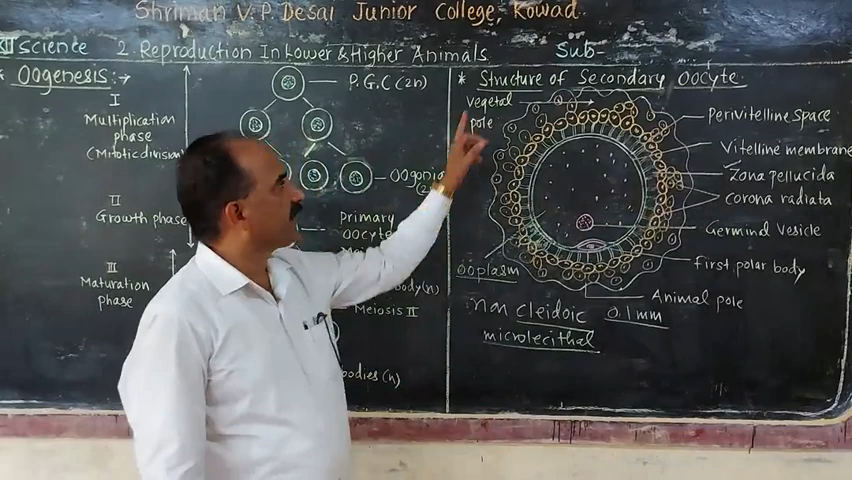 Shriman V.P. Desai Junior College, Kowad.
XII Science 2. Reproduction In Lower & Higher Animals Sub-
* Oogenesis:→
I
Multiplication
phase
(Mitotic division)
II
Growth phase
III
Maturation
phase
P.G.C (2n)
Oogonia
(2n)
Primary
oocyte
body(n)
Meiosis II
bodies (n)
* Structure of Secondary Oocyte
Vegetal
pole
Perivitelline space
Vitelline membrane
Zona pellucida
corona radiata
Germinal Vesicle
first polar body
Animal pole
ooplasm
non cleidoic 0.1mm
microlecithal